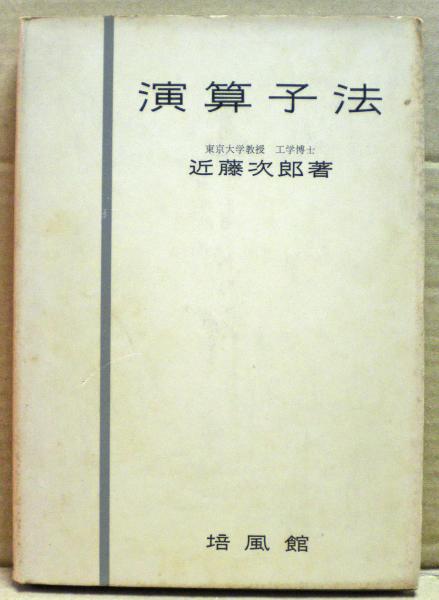 演算子法
東京大学教授 工学博士
近藤次郎著
培風館